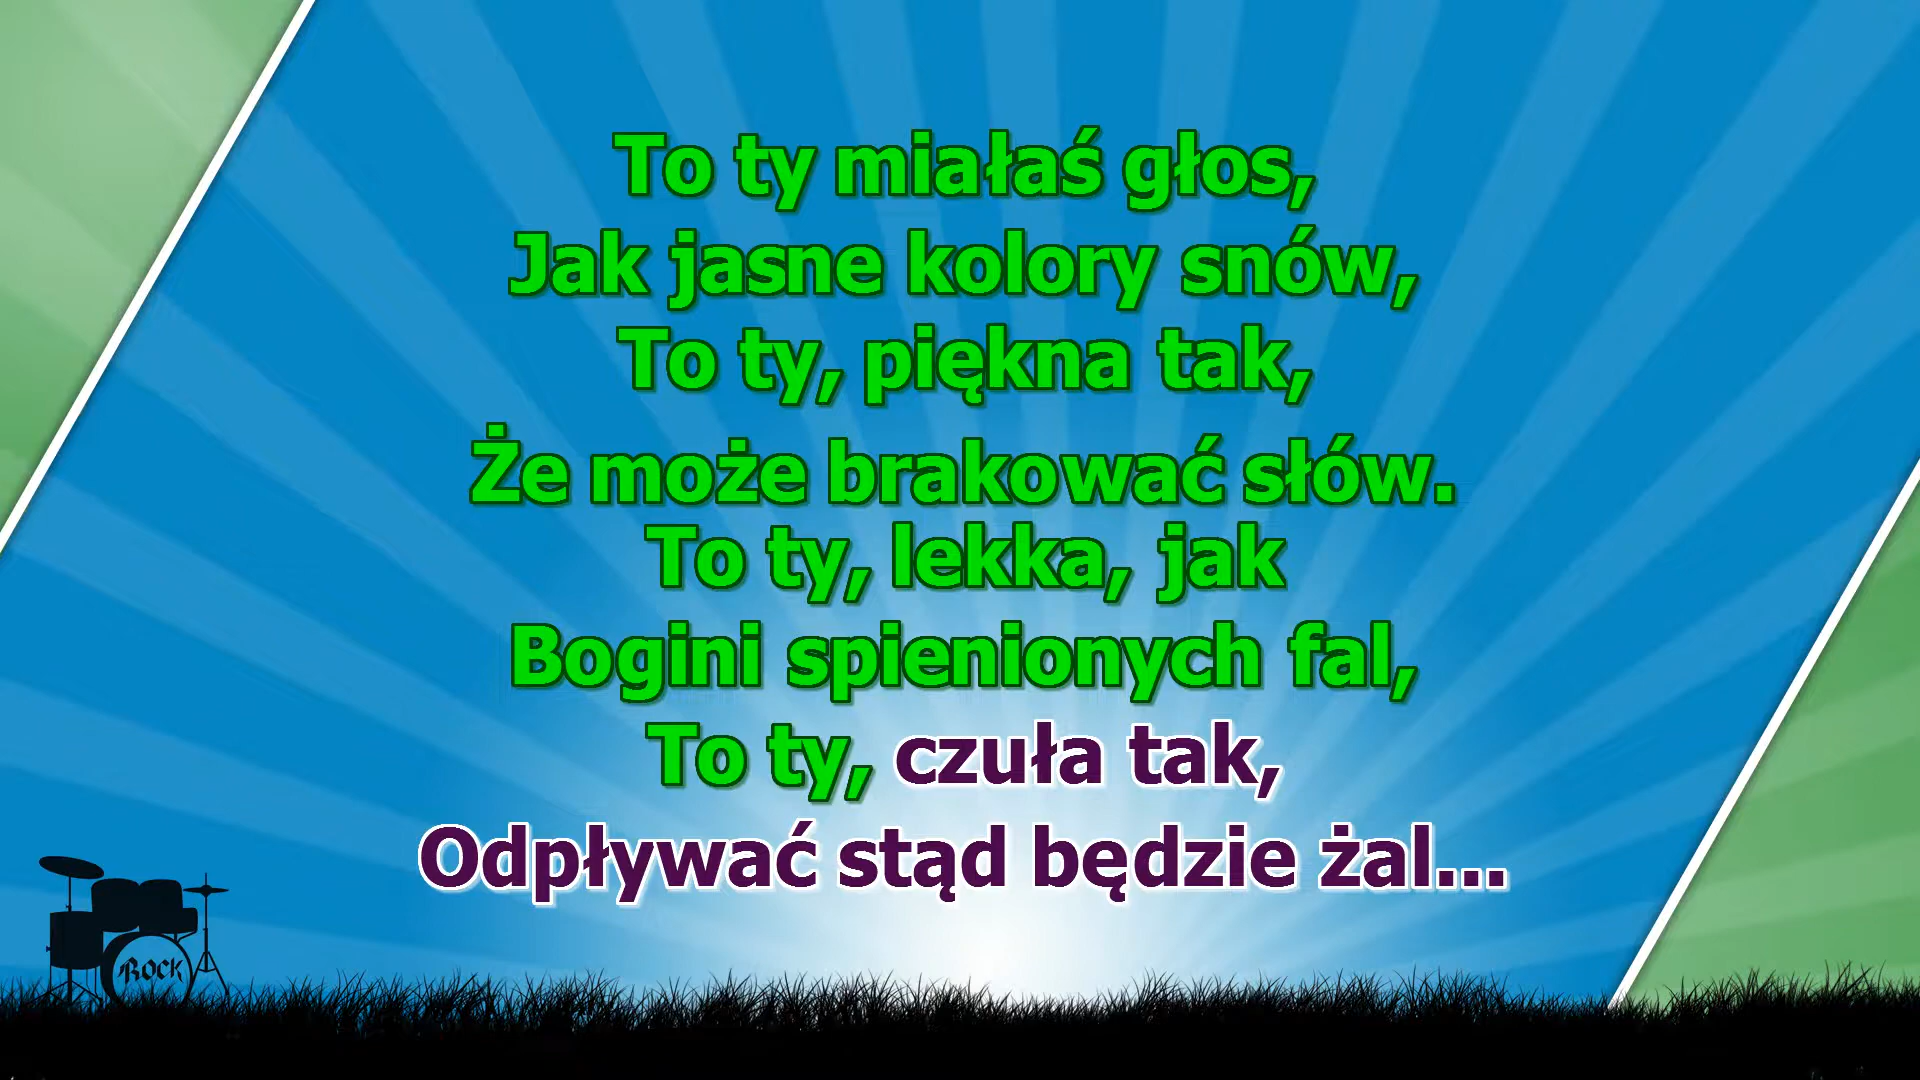 To ty miałaś głos,
Jak jasne kolory snów,
To ty, piękna tak,
Że może brakować słów.
To ty, lekka, jak
Bogini spienionych fal,
To ty, czuła tak,
Odpływać stąd będzie żal...
ROCK